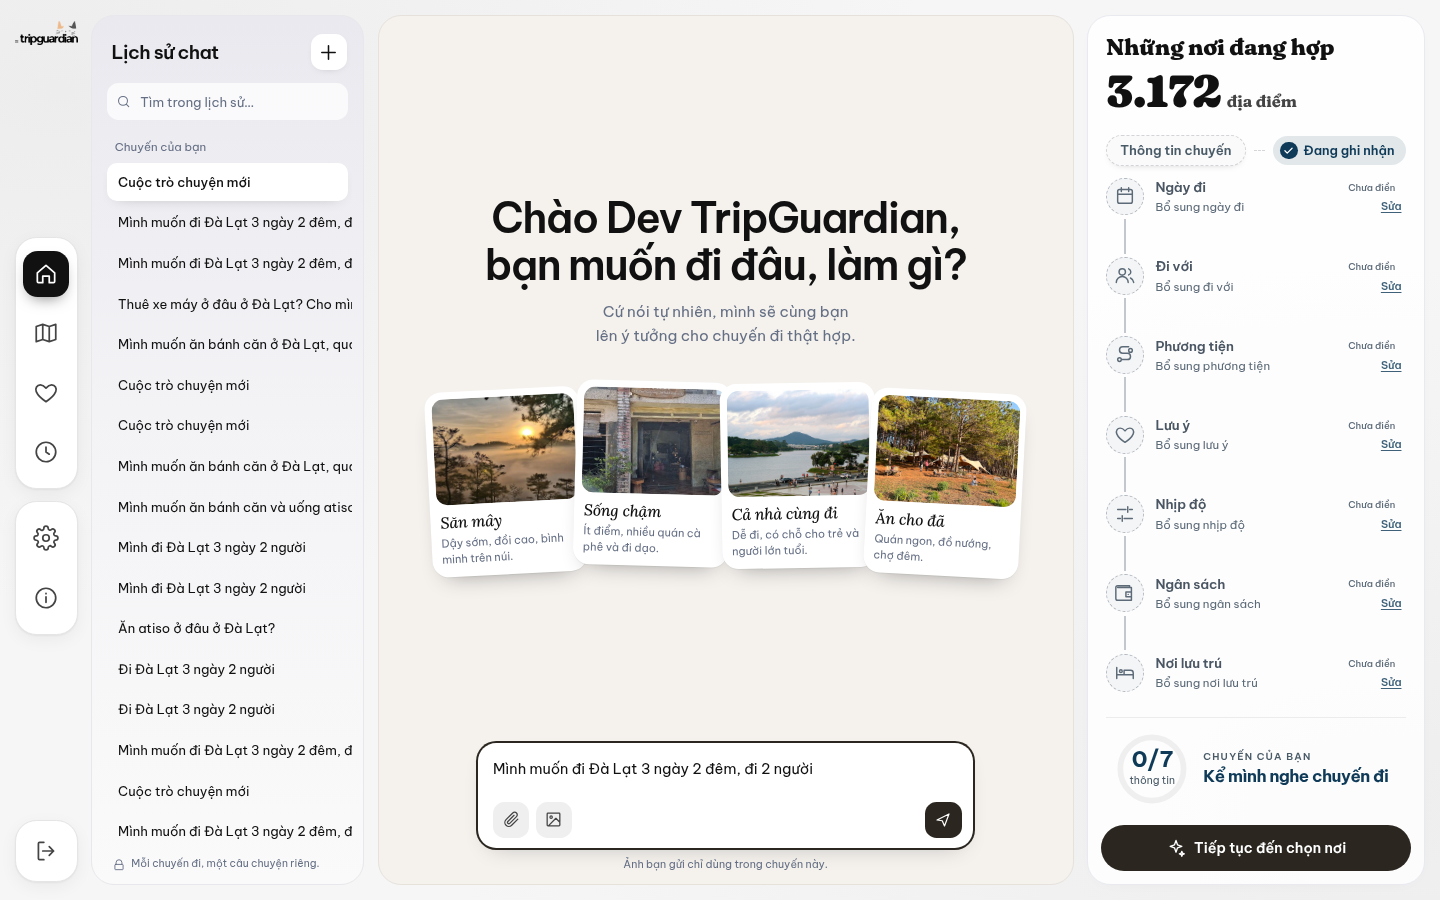 tripguardian
Lịch sử chat
Tìm trong lịch sử...
Chuyến của bạn
Cuộc trò chuyện mới
Mình muốn đi Đà Lạt 3 ngày 2 đêm, đ
Mình muốn đi Đà Lạt 3 ngày 2 đêm, đ
Thuê xe máy ở đâu ở Đà Lạt? Cho mìn
Mình muốn ăn bánh căn ở Đà Lạt, quá
Cuộc trò chuyện mới
Cuộc trò chuyện mới
Mình muốn ăn bánh căn ở Đà Lạt, quá
Mình muốn ăn bánh căn và uống atiso
Mình đi Đà Lạt 3 ngày 2 người
Mình đi Đà Lạt 3 ngày 2 người
Ăn atiso ở đâu ở Đà Lạt?
Đi Đà Lạt 3 ngày 2 người
Đi Đà Lạt 3 ngày 2 người
Mình muốn đi Đà Lạt 3 ngày 2 đêm, đ
Cuộc trò chuyện mới
Mình muốn đi Đà Lạt 3 ngày 2 đêm, đ
Mỗi chuyến đi, một câu chuyện riêng.
Chào Dev TripGuardian,
bạn muốn đi đâu, làm gì?
Cứ nói tự nhiên, mình sẽ cùng bạn
lên ý tưởng cho chuyến đi thật hợp.
Săn mây
Dậy sớm, đồi cao, bình
minh trên núi.
Sống chậm
Ít điểm, nhiều quán cà
phê và đi dạo.
Cả nhà cùng đi
Dễ đi, có chỗ cho trẻ và
người lớn tuổi.
Ăn cho đã
Quán ngon, đồ nướng,
chợ đêm.
Mình muốn đi Đà Lạt 3 ngày 2 đêm, đi 2 người
Ảnh bạn gửi chỉ dùng trong chuyến này.
Những nơi đang hợp
3.172 địa điểm
Thông tin chuyến
Đang ghi nhận
Ngày đi
Chưa điền
Bổ sung ngày đi
Sửa
Đi với
Chưa điền
Bổ sung đi với
Sửa
Phương tiện
Chưa điền
Bổ sung phương tiện
Sửa
Lưu ý
Chưa điền
Bổ sung lưu ý
Sửa
Nhịp độ
Chưa điền
Bổ sung nhịp độ
Sửa
Ngân sách
Chưa điền
Bổ sung ngân sách
Sửa
Nơi lưu trú
Chưa điền
Bổ sung nơi lưu trú
Sửa
0/7
thông tin
CHUYẾN CỦA BẠN
Kể mình nghe chuyến đi
Tiếp tục đến chọn nơi